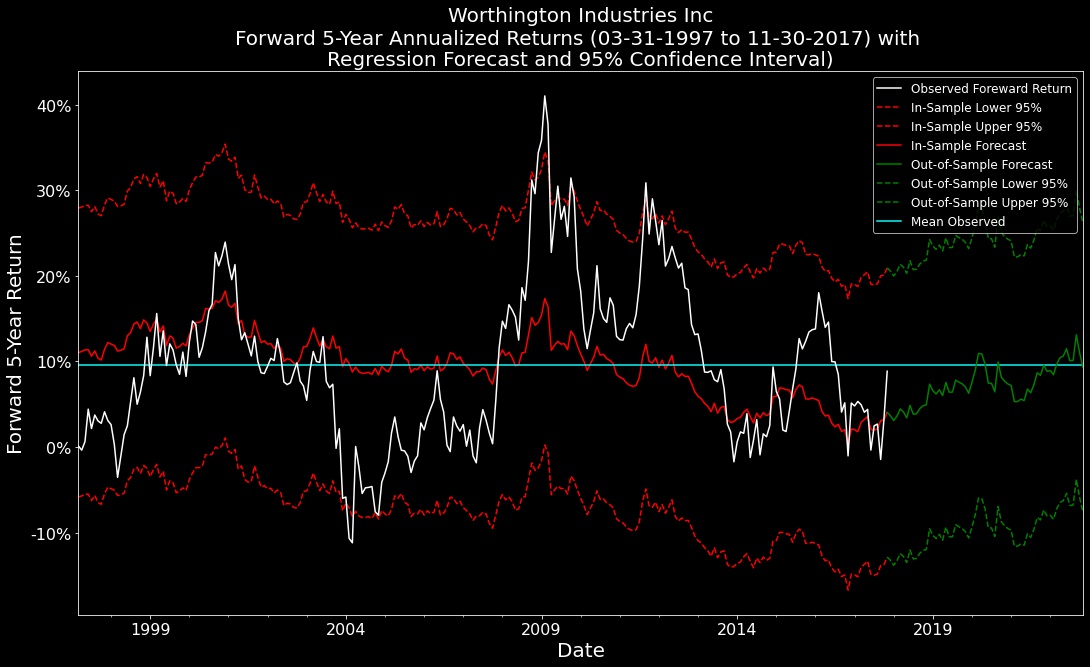 Worthington Industries Inc
Forward 5-Year Annualized Returns (03-31-1997 to 11-30-2017) with
Regression Forecast and 95% Confidence Interval)
Observed Foreward Return
In-Sample Lower 95%
In-Sample Upper 95%
In-Sample Forecast
Out-of-Sample Forecast
Out-of-Sample Lower 95%
Out-of-Sample Upper 95%
Mean Observed
Forward 5-Year Return
40%
30%
20%
10%
0%
-10%
1999
2004
2009
2014
2019
Date